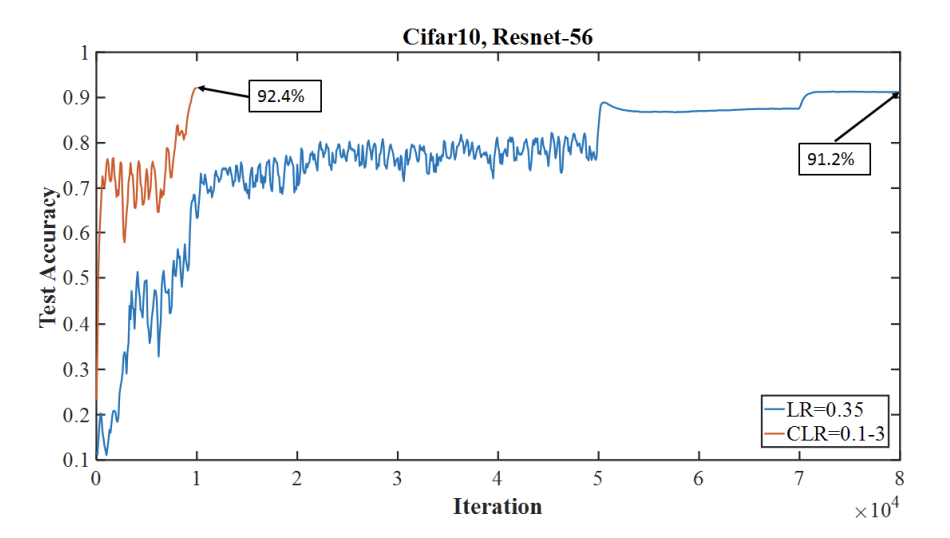 Cifar10, Resnet-56
1
0.9
0.8
0.7
0.6
0.5
0.4
0.3
0.2
0.1
Test Accuracy
92.4%
91.2%
LR=0.35
CLR=0.1-3
0 1 2 3 4 5 6 7 8
Iteration
×10⁴